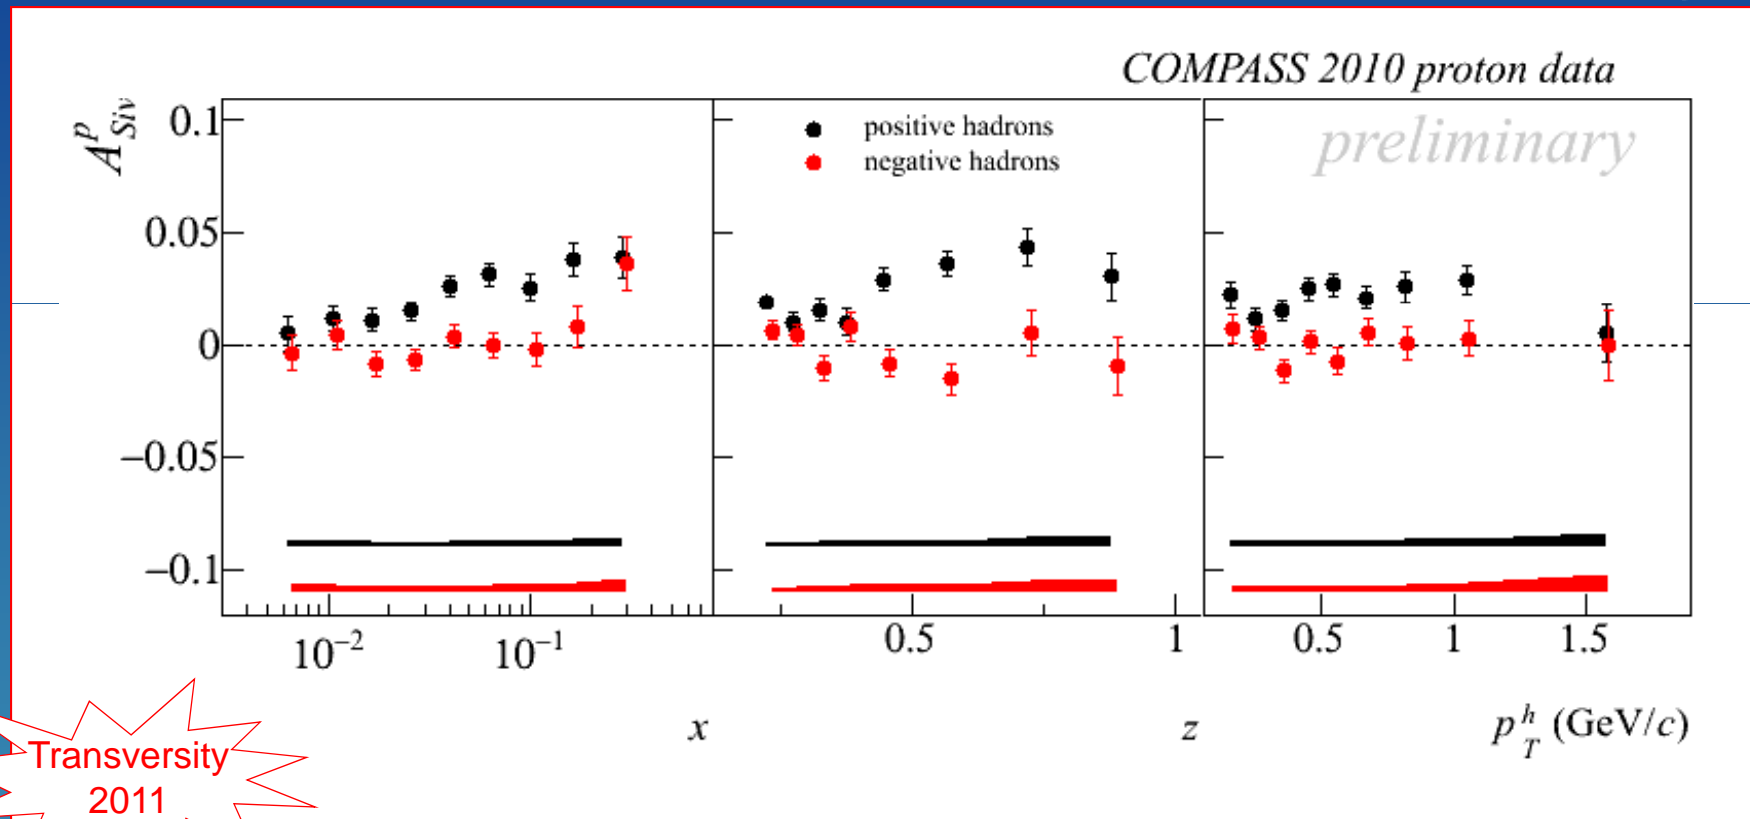 COMPASS 2010 proton data
A^p_Siv
0.1
0.05
0
−0.05
−0.1
positive hadrons
negative hadrons
preliminary
10^−2
10^−1
0.5
1
0.5
1
1.5
x
z
p^h_T (GeV/c)
Transversity
2011